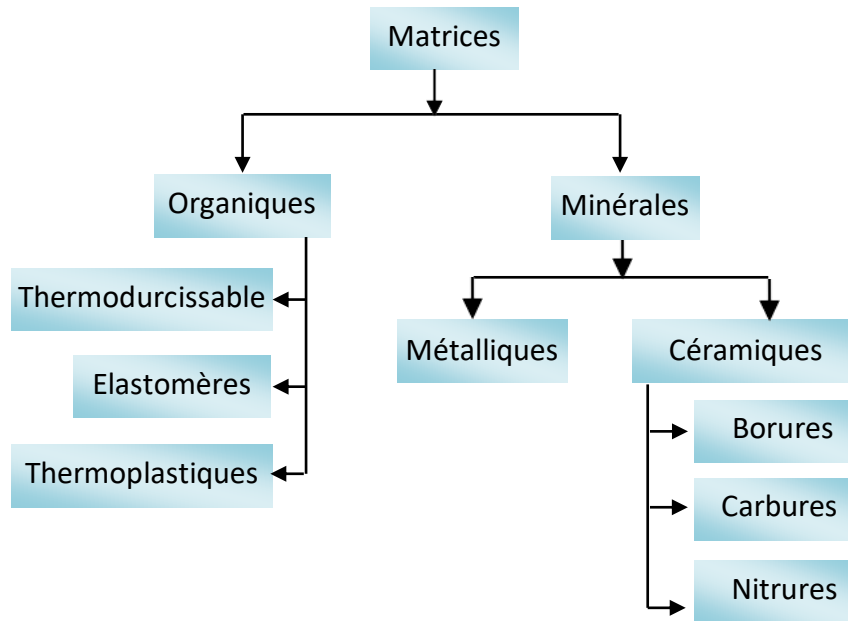 Matrices
Organiques
Minérales
Thermodurcissable
Elastomères
Thermoplastiques
Métalliques
Céramiques
Borures
Carbures
Nitrures